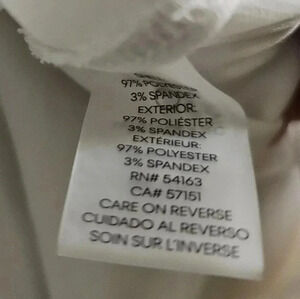 97% POLYESTER
3% SPANDEX
EXTERIOR:
97% POLIÉSTER
3% SPANDEX
EXTÉRIEUR:
97% POLYESTER
3% SPANDEX
RN# 54163
CA# 57151
CARE ON REVERSE
CUIDADO AL REVERSO
SOIN SUR L'INVERSE